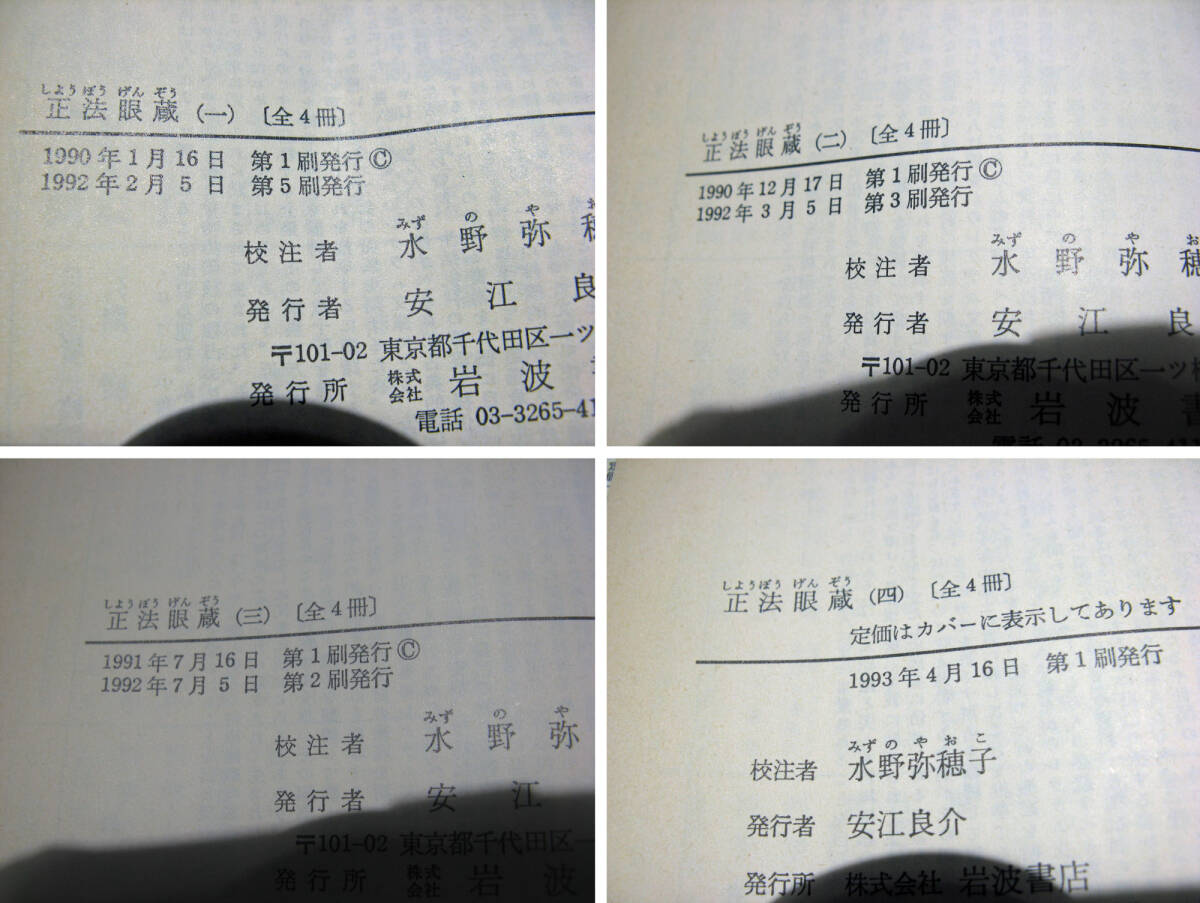 しようぼうげんぞう
正法眼蔵（一）〔全4冊〕
1990年1月16日 第1刷発行©
1992年2月5日 第5刷発行
みずのや
校注者 水野弥
発行者 安江良
〒101-02 東京都千代田区一ツ
発行所 株式会社 岩波
電話 03-3265-41
しようぼうげんぞう
正法眼蔵（二）〔全4冊〕
1990年12月17日 第1刷発行©
1992年3月5日 第3刷発行
みずのやお
校注者 水野弥穂
発行者 安江良
〒101-02 東京都千代田区一ツ
発行所 株式会社 岩波書
しようぼうげんぞう
正法眼蔵（三）〔全4冊〕
1991年7月16日 第1刷発行©
1992年7月5日 第2刷発行
みずのや
校注者 水野弥
発行者 安江
〒101-02 東京都千代田区一
発行所 株式会社 岩波
しようぼうげんぞう
正法眼蔵（四）〔全4冊〕
定価はカバーに表示してあります
1993年4月16日 第1刷発行
みずのやおこ
校注者 水野弥穂子
発行者 安江良介
発行所 株式会社 岩波書店